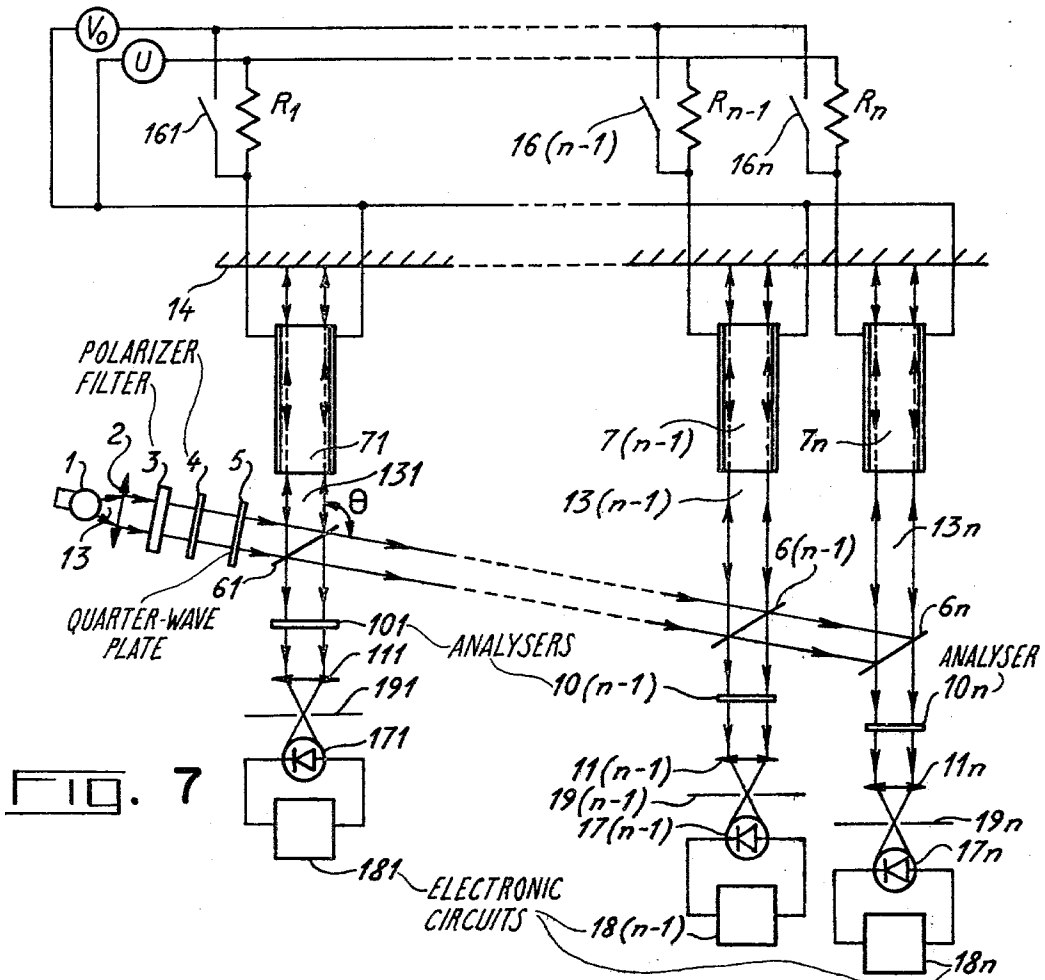 V₀
U
R₁
161
16(n-1)
Rₙ₋₁
16n
Rₙ
14
POLARIZER
FILTER
71
7(n-1)
7n
1
2
3
4
5
13
131
θ
13(n-1)
13n
61
6(n-1)
6n
QUARTER-WAVE
PLATE
101
ANALYSERS
10(n-1)
ANALYSER
10n
111
191
171
11(n-1)
19(n-1)
17(n-1)
11n
19n
17n
FIG. 7
181
ELECTRONIC
CIRCUITS
18(n-1)
18n